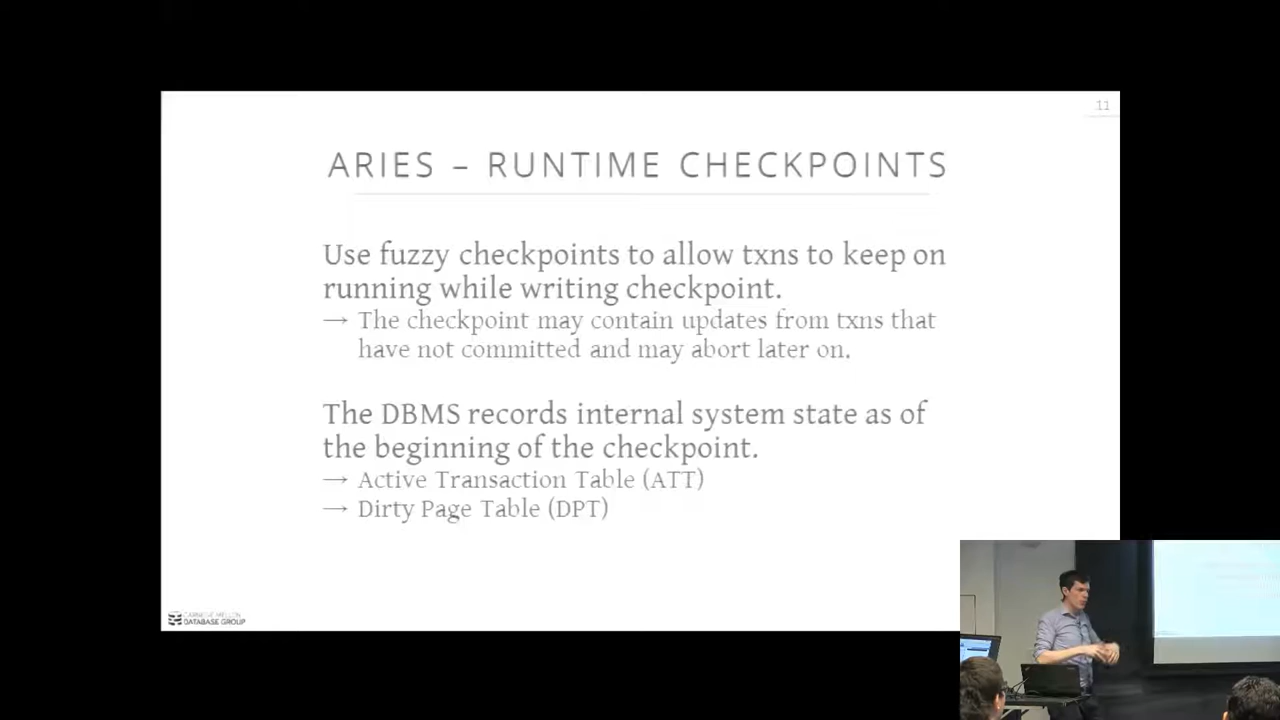 11
ARIES – RUNTIME CHECKPOINTS
Use fuzzy checkpoints to allow txns to keep on
running while writing checkpoint.
→ The checkpoint may contain updates from txns that
have not committed and may abort later on.
The DBMS records internal system state as of
the beginning of the checkpoint.
→ Active Transaction Table (ATT)
→ Dirty Page Table (DPT)
CARNEGIE MELLON
DATABASE GROUP